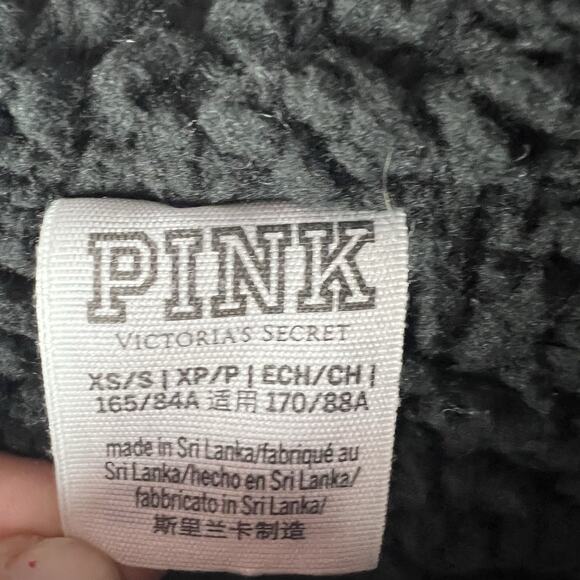 PINK
VICTORIA'S SECRET
XS/S | XP/P | ECH/CH |
165/84A 适用 170/88A
made in Sri Lanka/fabriqué au
Sri Lanka/hecho en Sri Lanka/
fabbricato in Sri Lanka/
斯里兰卡制造